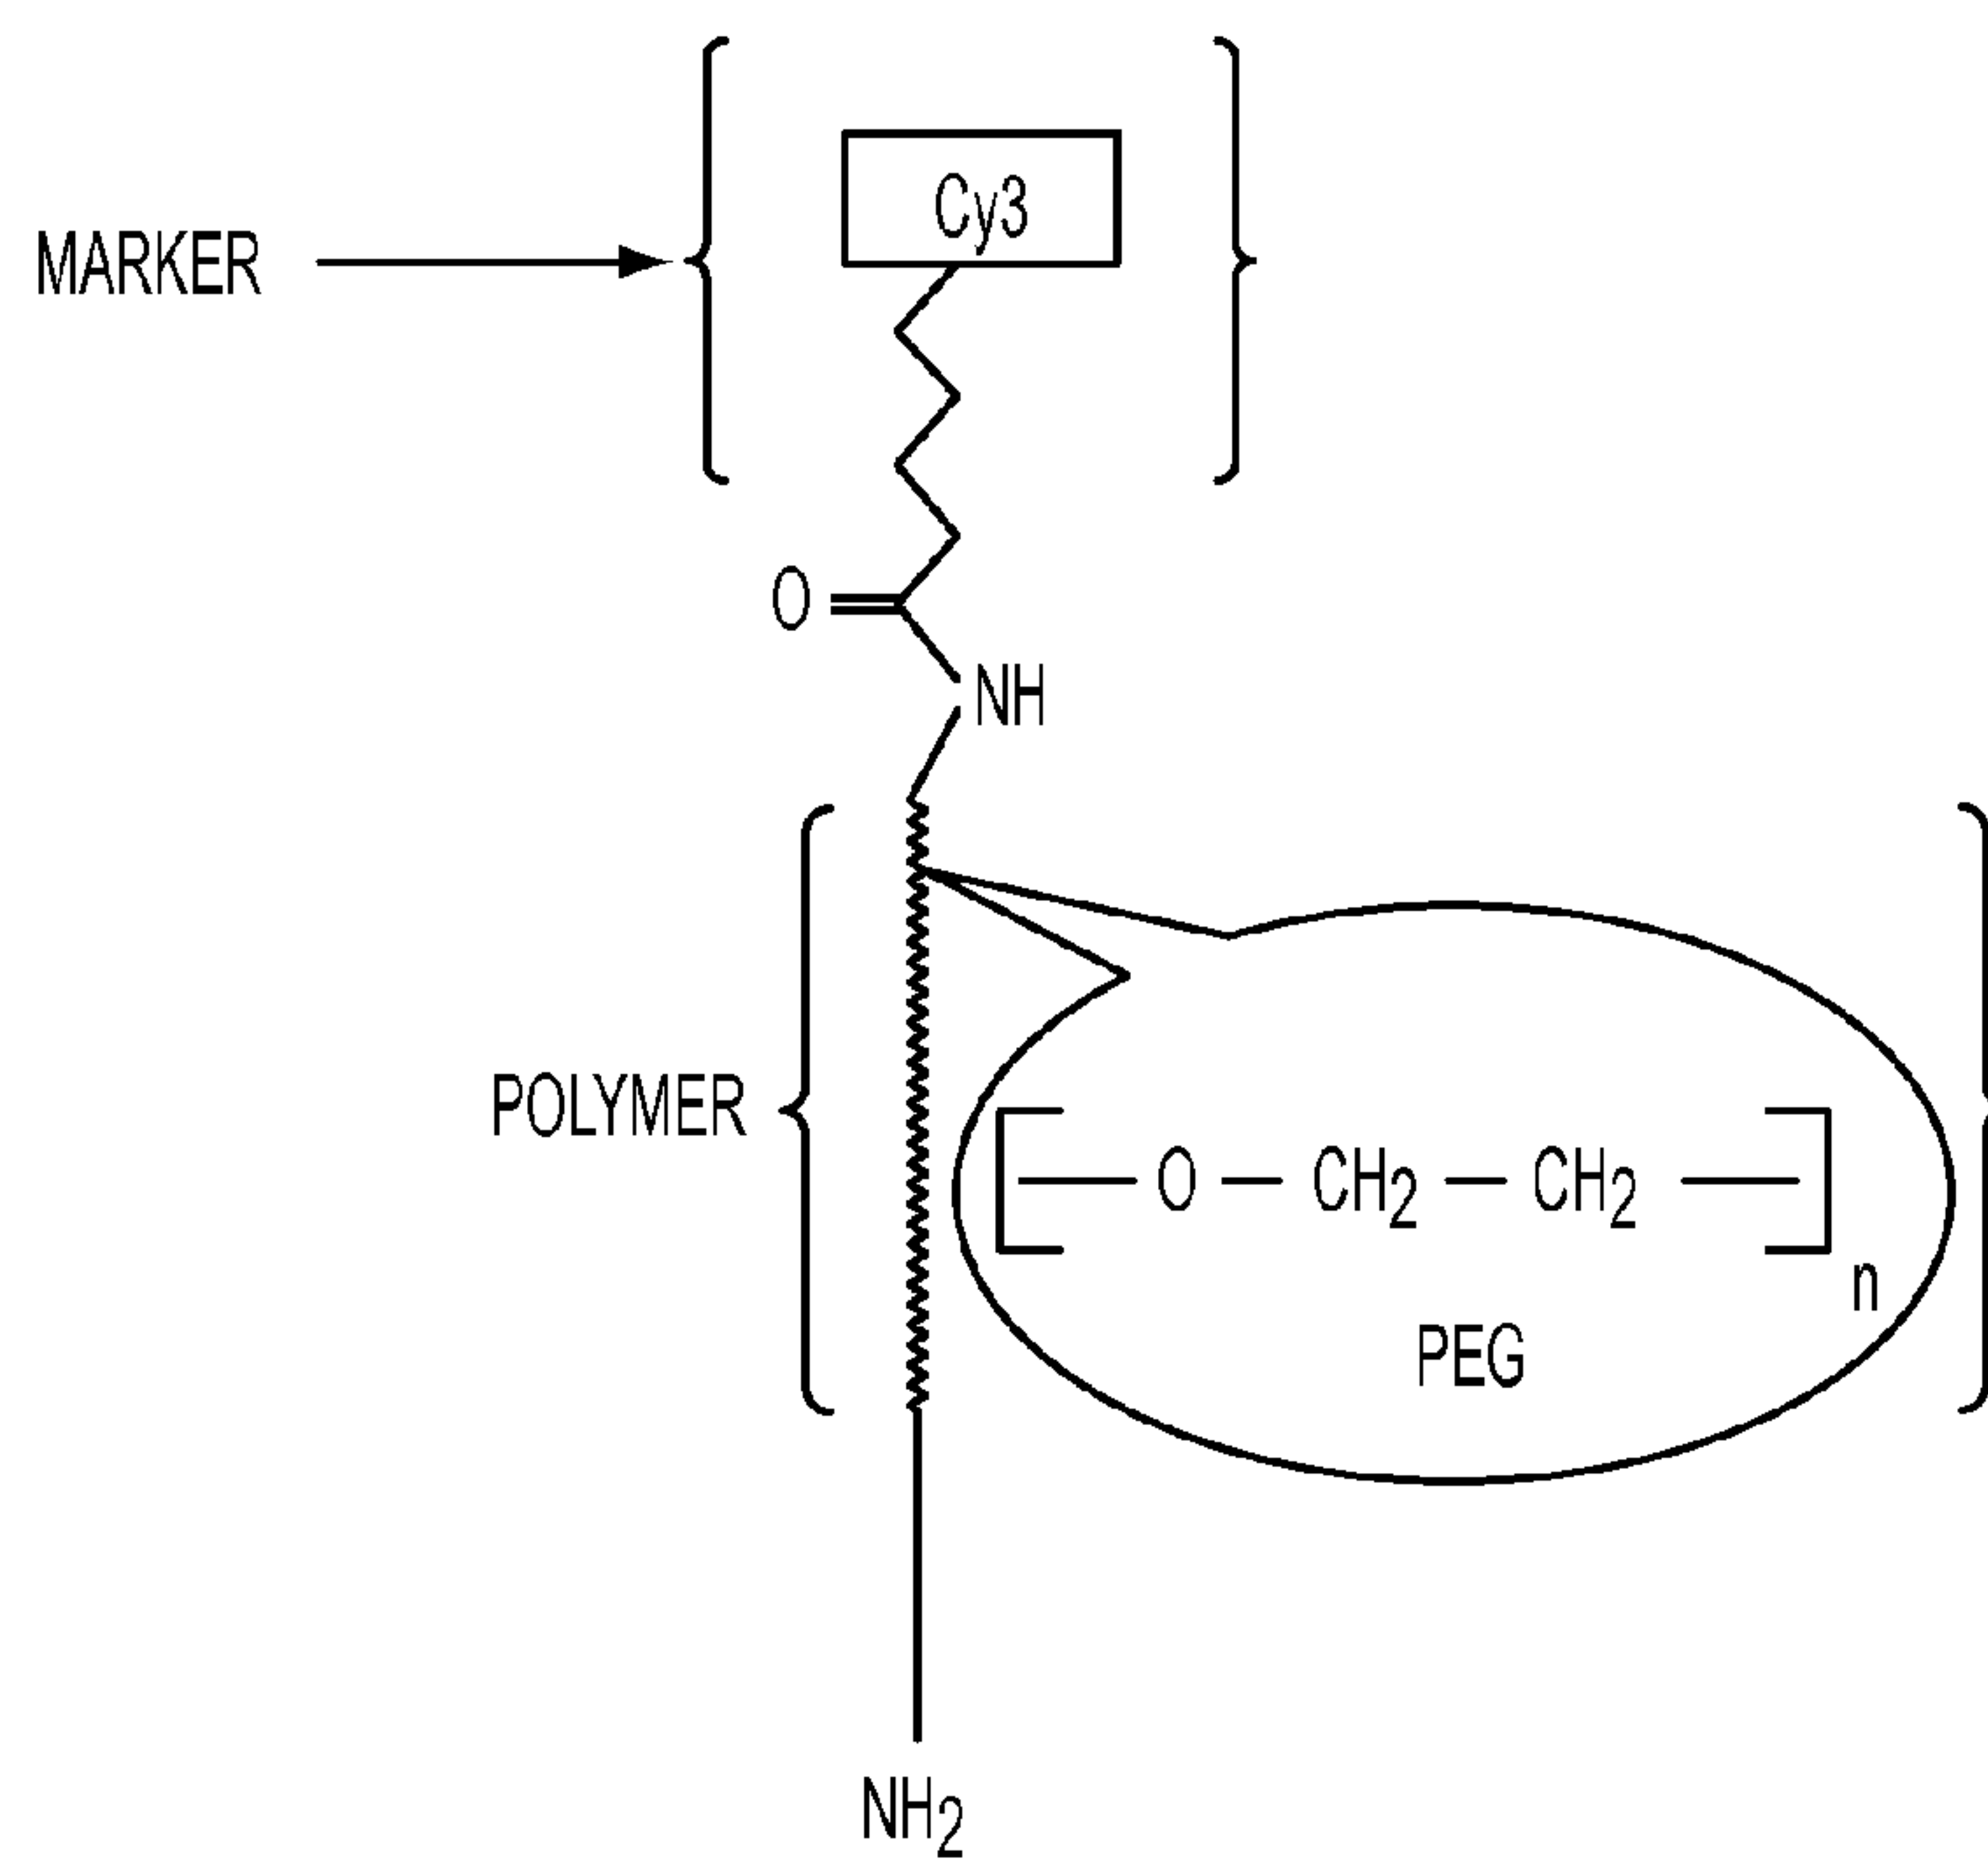 Cy3
MARKER
O
NH
POLYMER
O — CH2 — CH2
n
PEG
NH2